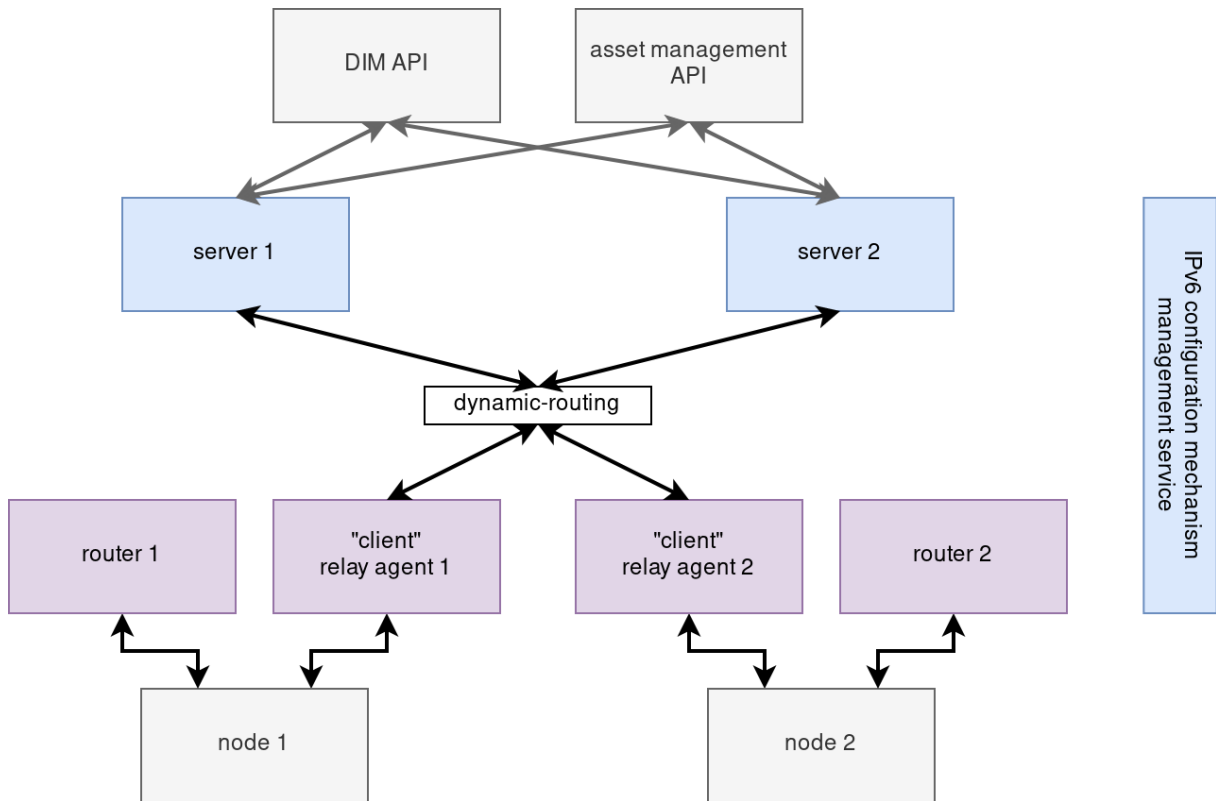 DIM API
asset management
API
server 1
server 2
IPv6 configuration mechanism
management service
dynamic-routing
router 1
"client"
relay agent 1
"client"
relay agent 2
router 2
node 1
node 2